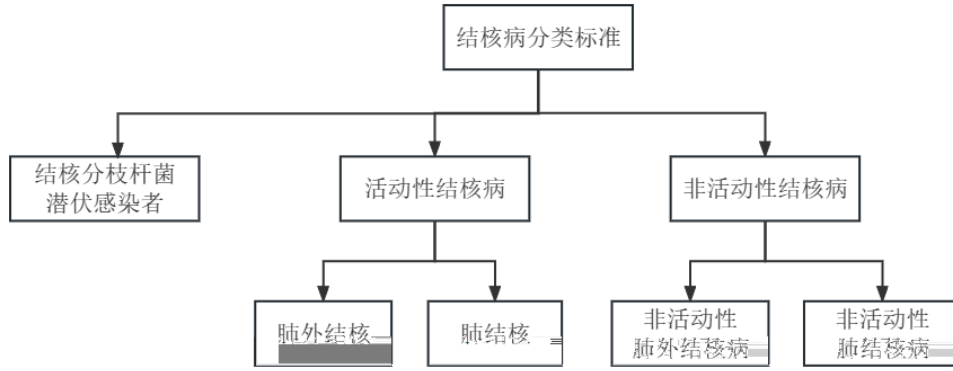 结核病分类标准
结核分枝杆菌
潜伏感染者
活动性结核病
非活动性结核病
肺外结核
肺结核
非活动性
肺外结核病
非活动性
肺结核病